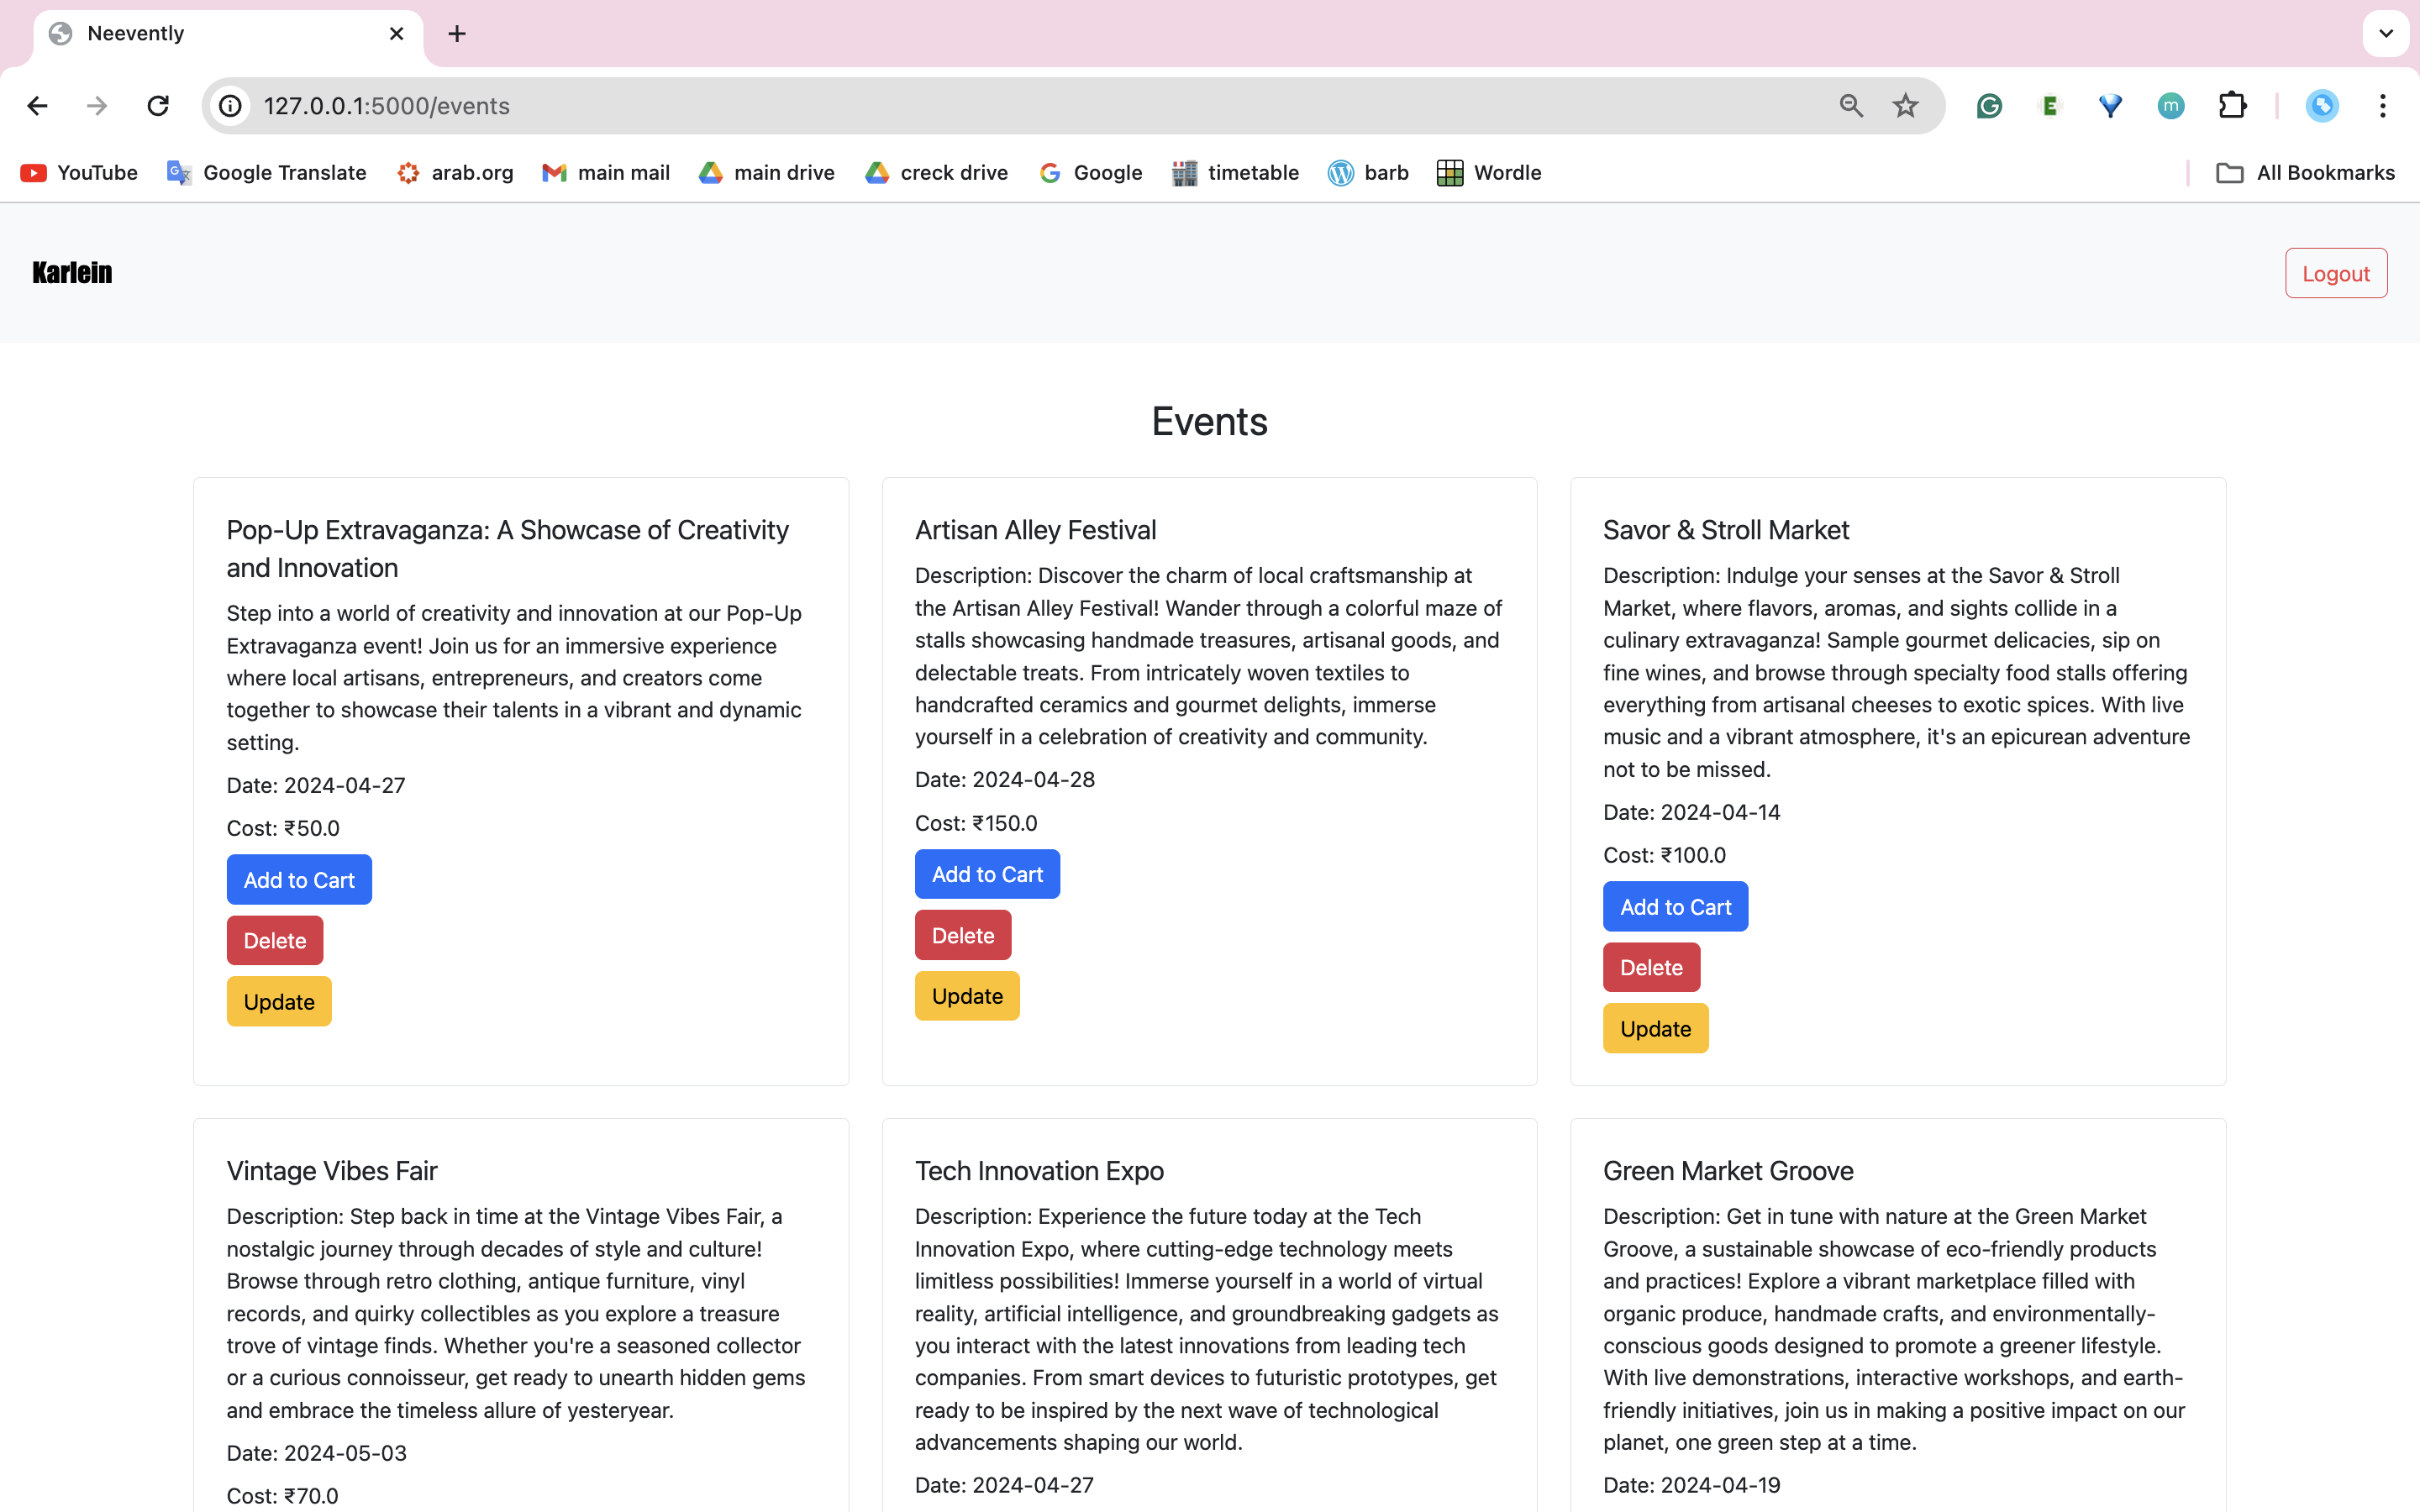 Neevently
127.0.0.1:5000/events
E
m
YouTube
Google Translate
arab.org
main mail
main drive
creck drive
Google
timetable
barb
Wordle
All Bookmarks
Karlein
Logout
Events
Pop-Up Extravaganza: A Showcase of Creativity
and Innovation
Step into a world of creativity and innovation at our Pop-Up
Extravaganza event! Join us for an immersive experience
where local artisans, entrepreneurs, and creators come
together to showcase their talents in a vibrant and dynamic
setting.
Date: 2024-04-27
Cost: ₹50.0
Add to Cart
Delete
Update
Artisan Alley Festival
Description: Discover the charm of local craftsmanship at
the Artisan Alley Festival! Wander through a colorful maze of
stalls showcasing handmade treasures, artisanal goods, and
delectable treats. From intricately woven textiles to
handcrafted ceramics and gourmet delights, immerse
yourself in a celebration of creativity and community.
Date: 2024-04-28
Cost: ₹150.0
Add to Cart
Delete
Update
Savor & Stroll Market
Description: Indulge your senses at the Savor & Stroll
Market, where flavors, aromas, and sights collide in a
culinary extravaganza! Sample gourmet delicacies, sip on
fine wines, and browse through specialty food stalls offering
everything from artisanal cheeses to exotic spices. With live
music and a vibrant atmosphere, it's an epicurean adventure
not to be missed.
Date: 2024-04-14
Cost: ₹100.0
Add to Cart
Delete
Update
Vintage Vibes Fair
Description: Step back in time at the Vintage Vibes Fair, a
nostalgic journey through decades of style and culture!
Browse through retro clothing, antique furniture, vinyl
records, and quirky collectibles as you explore a treasure
trove of vintage finds. Whether you're a seasoned collector
or a curious connoisseur, get ready to unearth hidden gems
and embrace the timeless allure of yesteryear.
Date: 2024-05-03
Cost: ₹70.0
Tech Innovation Expo
Description: Experience the future today at the Tech
Innovation Expo, where cutting-edge technology meets
limitless possibilities! Immerse yourself in a world of virtual
reality, artificial intelligence, and groundbreaking gadgets as
you interact with the latest innovations from leading tech
companies. From smart devices to futuristic prototypes, get
ready to be inspired by the next wave of technological
advancements shaping our world.
Date: 2024-04-27
Green Market Groove
Description: Get in tune with nature at the Green Market
Groove, a sustainable showcase of eco-friendly products
and practices! Explore a vibrant marketplace filled with
organic produce, handmade crafts, and environmentally-
conscious goods designed to promote a greener lifestyle.
With live demonstrations, interactive workshops, and earth-
friendly initiatives, join us in making a positive impact on our
planet, one green step at a time.
Date: 2024-04-19